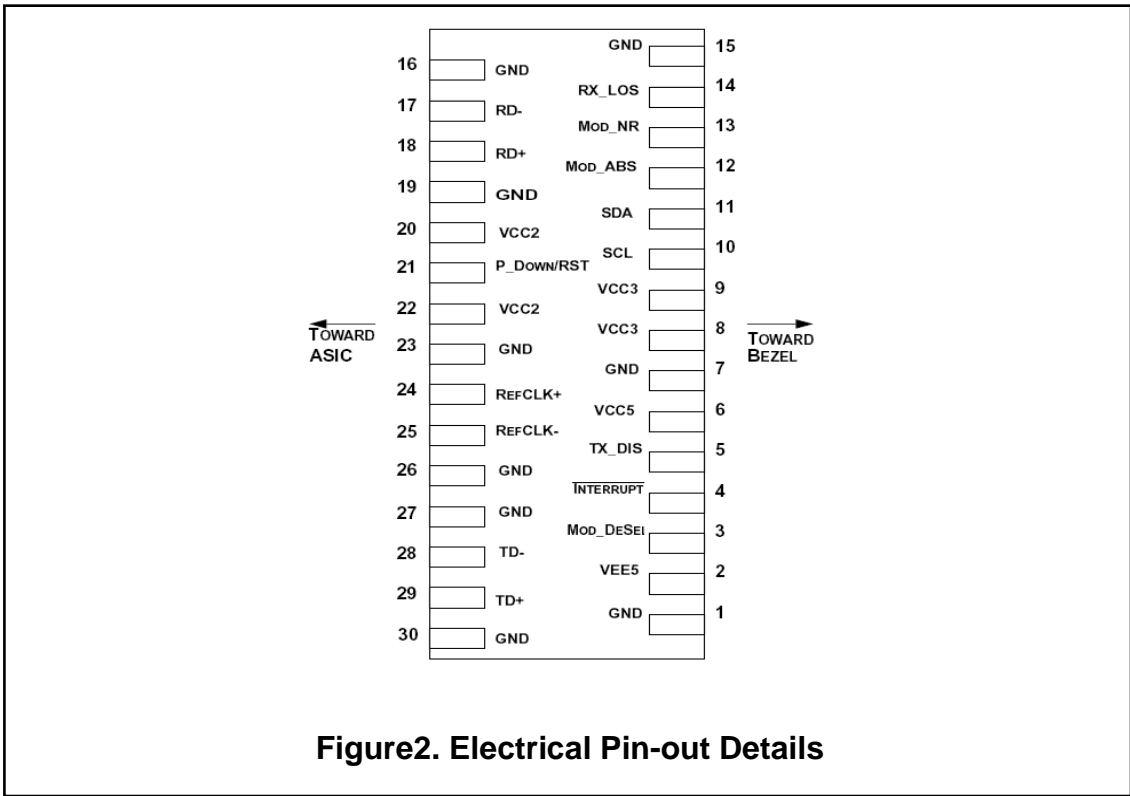 GND 15
16 GND
RX_LOS 14
17 RD-
MOD_NR 13
18 RD+
MOD_ABS 12
19 GND
SDA 11
20 VCC2
SCL 10
21 P_DOWN/RST
VCC3 9
22 VCC2
VCC3 8
TOWARD
ASIC
TOWARD
BEZEL
23 GND
GND 7
24 REFCLK+
VCC5 6
25 REFCLK-
TX_DIS 5
26 GND
INTERRUPT 4
27 GND
MOD_DESEl 3
28 TD-
VEE5 2
29 TD+
GND 1
30 GND
Figure2. Electrical Pin-out Details